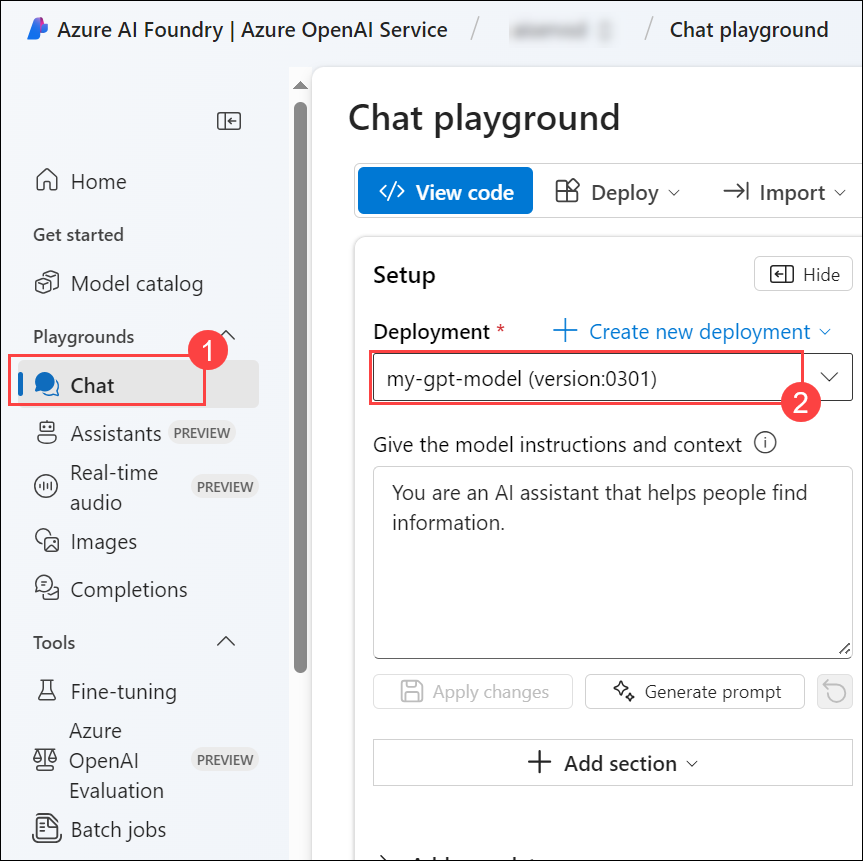 Azure AI Foundry | Azure OpenAI Service / / Chat playground
Home
Get started
Model catalog
Playgrounds
1
Chat
Assistants PREVIEW
Real-time
audio
PREVIEW
Images
Completions
Tools
Fine-tuning
Azure
OpenAI
Evaluation
PREVIEW
Batch jobs
Chat playground
</> View code Deploy Import
Setup
Hide
Deployment * + Create new deployment
my-gpt-model (version:0301)
2
Give the model instructions and context
You are an AI assistant that helps people find
information.
Apply changes Generate prompt
+ Add section